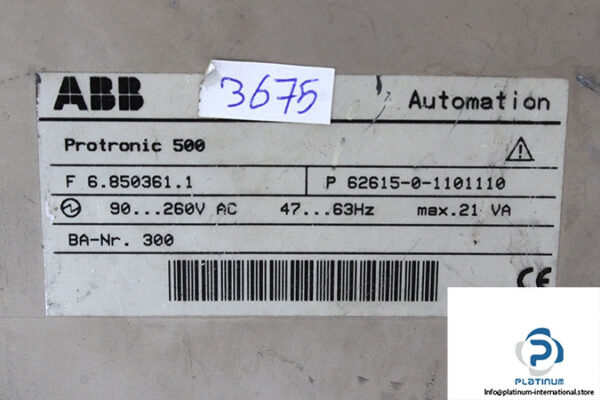 ABB 3675 Automation
Protronic 500
F 6.850361.1 P 62615-0-1101110
90...260V AC 47...63Hz max.21 VA
BA-Nr. 300
CE
PLATINUM
info@platinum-international.store